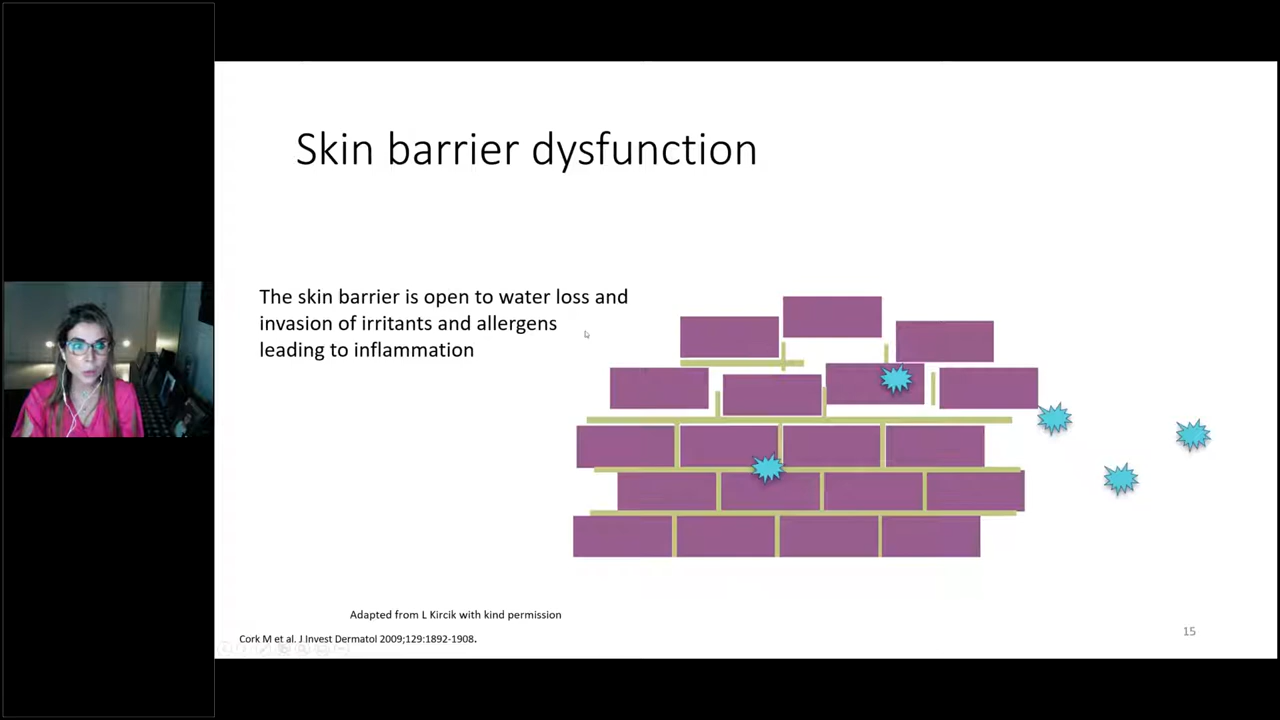 Skin barrier dysfunction
The skin barrier is open to water loss and
invasion of irritants and allergens
leading to inflammation
Adapted from L Kircik with kind permission
Cork M et al. J Invest Dermatol 2009;129:1892-1908.
15